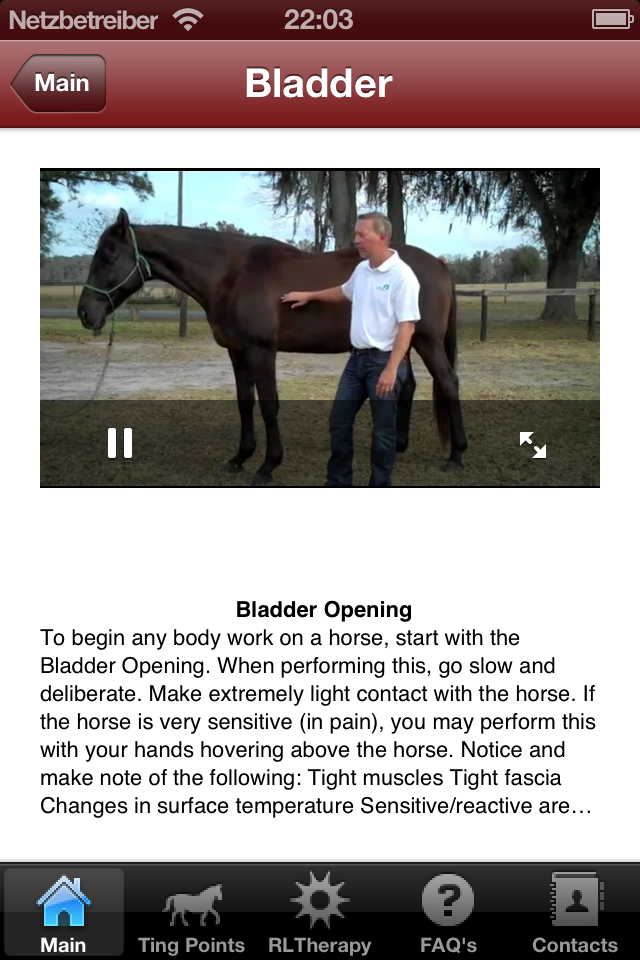 Netzbetreiber 22:03
Main Bladder
Bladder Opening
To begin any body work on a horse, start with the
Bladder Opening. When performing this, go slow and
deliberate. Make extremely light contact with the horse. If
the horse is very sensitive (in pain), you may perform this
with your hands hovering above the horse. Notice and
make note of the following: Tight muscles Tight fascia
Changes in surface temperature Sensitive/reactive are…
Main Ting Points RLTherapy FAQ's Contacts